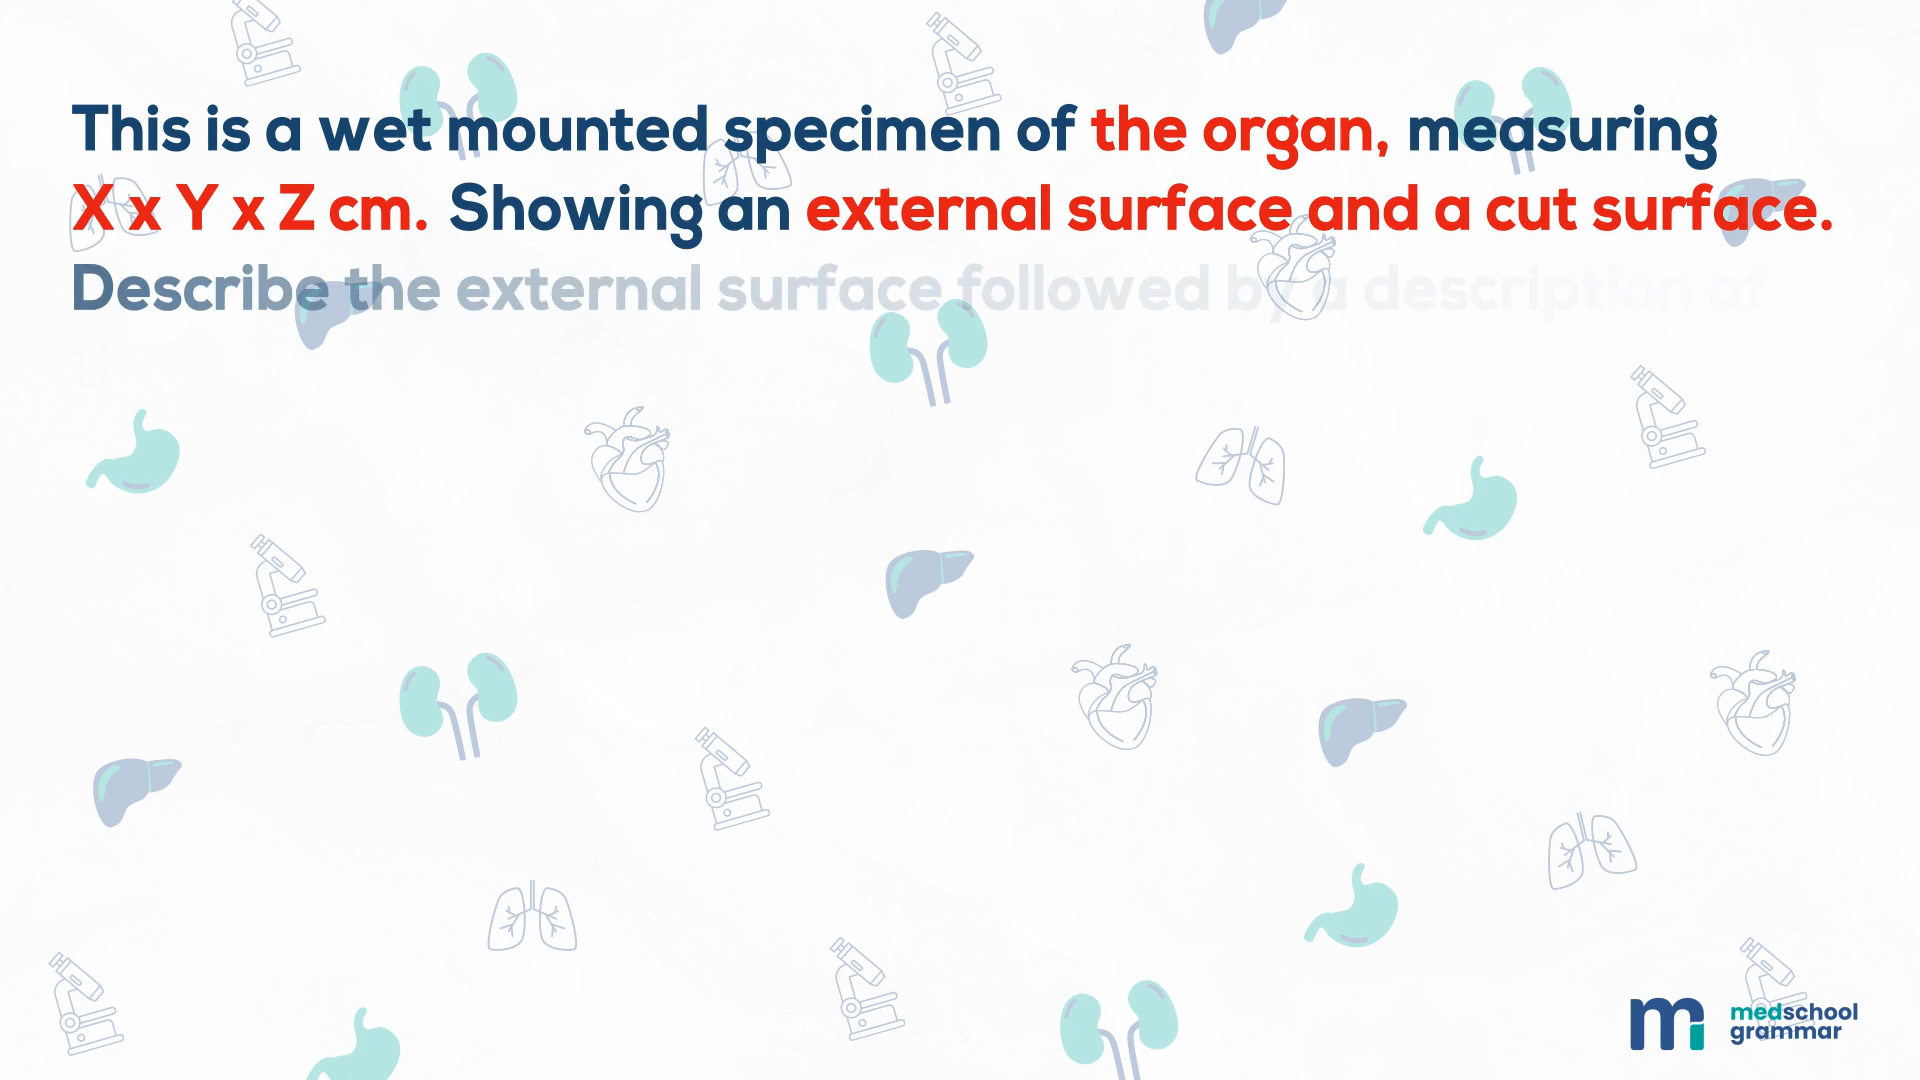 This is a wet mounted specimen of the organ, measuring
X x Y x Z cm. Showing an external surface and a cut surface.
Describe the external surface followed by a description of
medschool
grammar